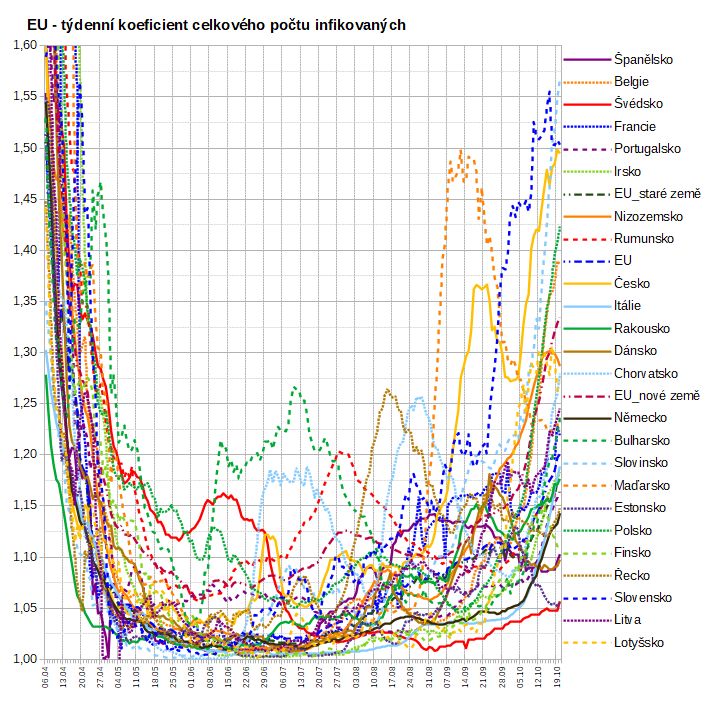 EU - týdenní koeficient celkového počtu infikovaných
1,60
1,55
1,50
1,45
1,40
1,35
1,30
1,25
1,20
1,15
1,10
1,05
1,00
06.04
13.04
20.04
27.04
04.05
11.05
18.05
25.05
01.06
08.06
15.06
22.06
29.06
06.07
13.07
20.07
27.07
03.08
10.08
17.08
24.08
31.08
07.09
14.09
21.09
28.09
05.10
12.10
19.10
Španělsko
Belgie
Švédsko
Francie
Portugalsko
Irsko
EU_staré země
Nizozemsko
Rumunsko
EU
Česko
Itálie
Rakousko
Dánsko
Chorvatsko
EU_nové země
Německo
Bulharsko
Slovinsko
Maďarsko
Estonsko
Polsko
Finsko
Řecko
Slovensko
Litva
Lotyšsko